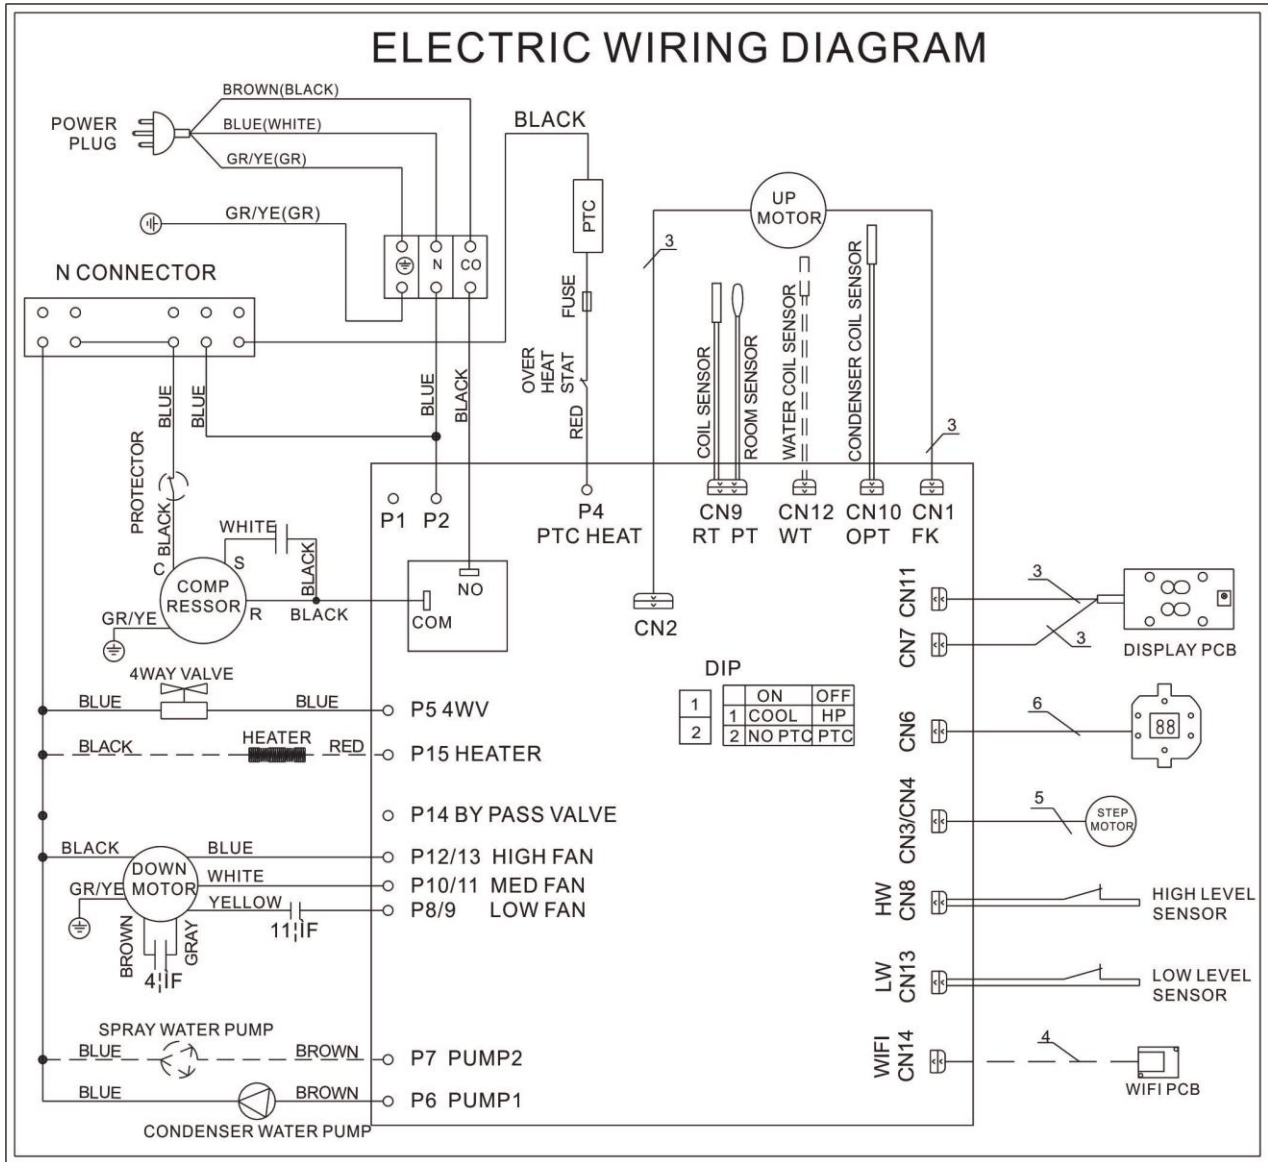 ELECTRIC WIRING DIAGRAM
BROWN(BLACK)
POWER
PLUG
BLUE(WHITE)
GR/YE(GR)
GR/YE(GR)
BLACK
N CONNECTOR
N
CO
PTC
FUSE
OVER
HEAT
STAT
RED
UP
MOTOR
3
3
COIL SENSOR
ROOM SENSOR
WATER COIL SENSOR
CONDENSER COIL SENSOR
BLUE
BLUE
BLUE
BLACK
PROTECTOR
BLACK
WHITE
BLACK
C
S
R
COMP
RESSOR
BLACK
GR/YE
P1
P2
P4
PTC HEAT
CN9
RT PT
CN12
WT
CN10
OPT
CN1
FK
NO
COM
CN2
CN11
3
CN7
3
DISPLAY PCB
4WAY VALVE
BLUE
BLUE
P5 4WV
BLACK
HEATER
RED
P15 HEATER
DIP
1
2
ON
OFF
1
COOL
HP
2
NO PTC
PTC
CN6
6
88
P14 BY PASS VALVE
CN3/CN4
5
STEP
MOTOR
BLACK
BLUE
P12/13 HIGH FAN
DOWN
MOTOR
WHITE
P10/11 MED FAN
GR/YE
YELLOW
P8/9 LOW FAN
BROWN
GRAY
HW
CN8
HIGH LEVEL
SENSOR
LW
CN13
LOW LEVEL
SENSOR
SPRAY WATER PUMP
BLUE
BROWN
P7 PUMP2
WIFI
CN14
4
WIFI PCB
BLUE
BROWN
P6 PUMP1
CONDENSER WATER PUMP